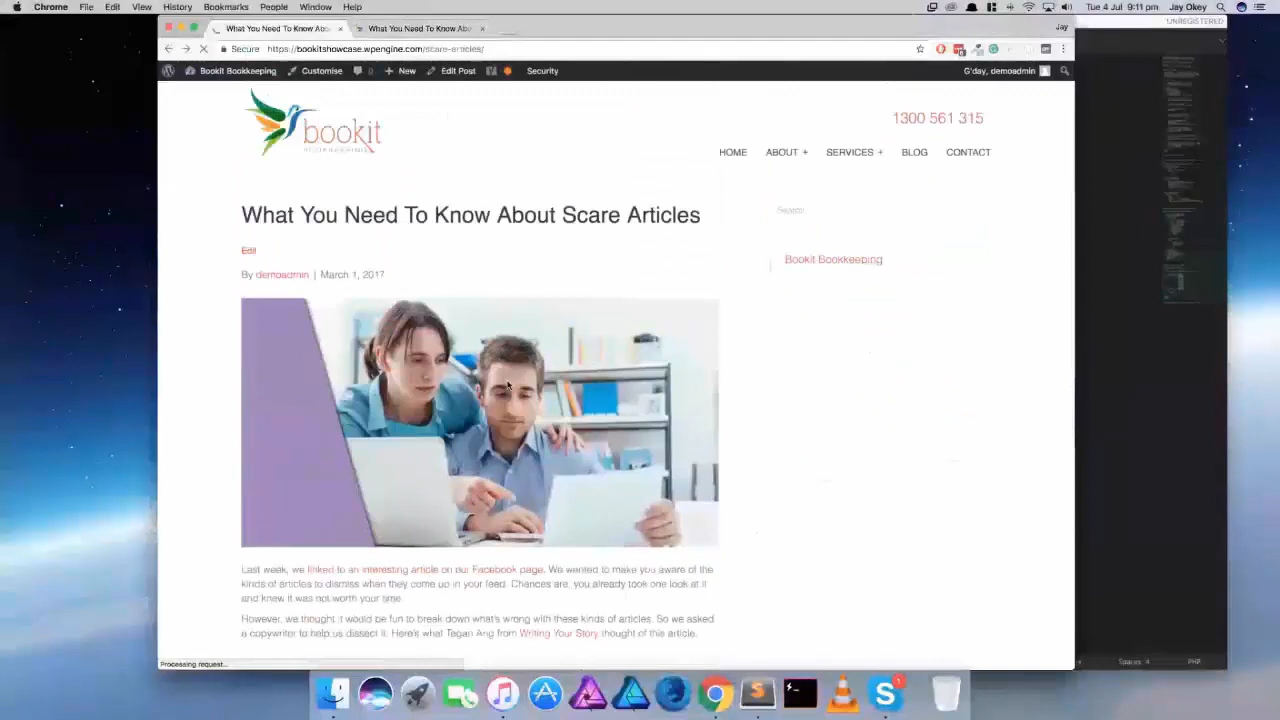 Chrome File Edit View History Bookmarks People Window Help Tue 4 Jul 9:11 pm Jay Okey
What You Need To Know Abo What You Need To Know Abo Jay
UNREGISTERED
Secure https://bookitshowcase.wpengine.com/scare-articles/
Bookit Bookkeeping Customise 0 New Edit Post Security G'day, demoadmin
bookit
1300 561 315
HOME ABOUT + SERVICES + BLOG CONTACT
What You Need To Know About Scare Articles
Search
Edit
Bookit Bookkeeping
By demoadmin | March 1, 2017
Last week, we linked to an interesting article on our Facebook page. We wanted to make you aware of the
kinds of articles to dismiss when they come up in your feed. Chances are, you already took one look at it
and knew it was not worth your time.
However, we thought it would be fun to break down what's wrong with these kinds of articles. So we asked
a copywriter to help us dissect it. Here's what Tegan Ang from Writing Your Story thought of this article.
Processing request...
Spaces: 4 PHP
1